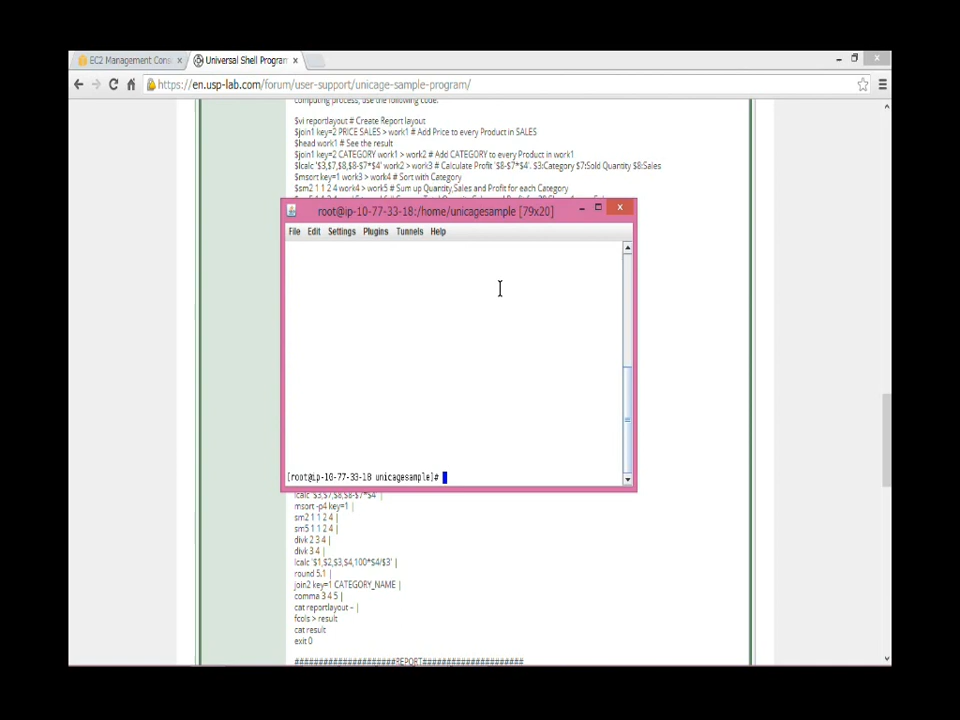 EC2 Management Cons
Universal Shell Program
https://en.usp-lab.com/forum/user-support/unicage-sample-program/
computing process, use the following code.
$vi reportlayout # Create Report layout
$join1 key=2 PRICE SALES > work1 # Add Price to every Product in SALES
$head work1 # See the result
$join1 key=2 CATEGORY work1 > work2 # Add CATEGORY to every Product in work1
$lcalc '$3,$7,$8,$8-$7*$4' work2 > work3 # Calculate Profit '$8-$7*$4'. $3:Category $7:Sold Quantity $8:Sales
$msort key=1 work3 > work4 # Sort with Category
$sm2 1 1 2 4 work4 > work5 # Sum up Quantity,Sales and Profit for each Category
root@ip-10-77-33-18:/home/unicagesample [79x20]
File Edit Settings Plugins Tunnels Help
[root@ip-10-77-33-18 unicagesample]#
lcalc '$3,$7,$8,$8-$7*$4' |
msort -p4 key=1 |
sm2 1 1 2 4 |
sm5 1 1 2 4 |
divk 2 3 4 |
divk 3 4 |
lcalc '$1,$2,$3,$4,100*$4/$3' |
round 5.1 |
join2 key=1 CATEGORY_NAME |
comma 3 4 5 |
cat reportlayout – |
fcols > result
cat result
exit 0
#####################REPORT#####################